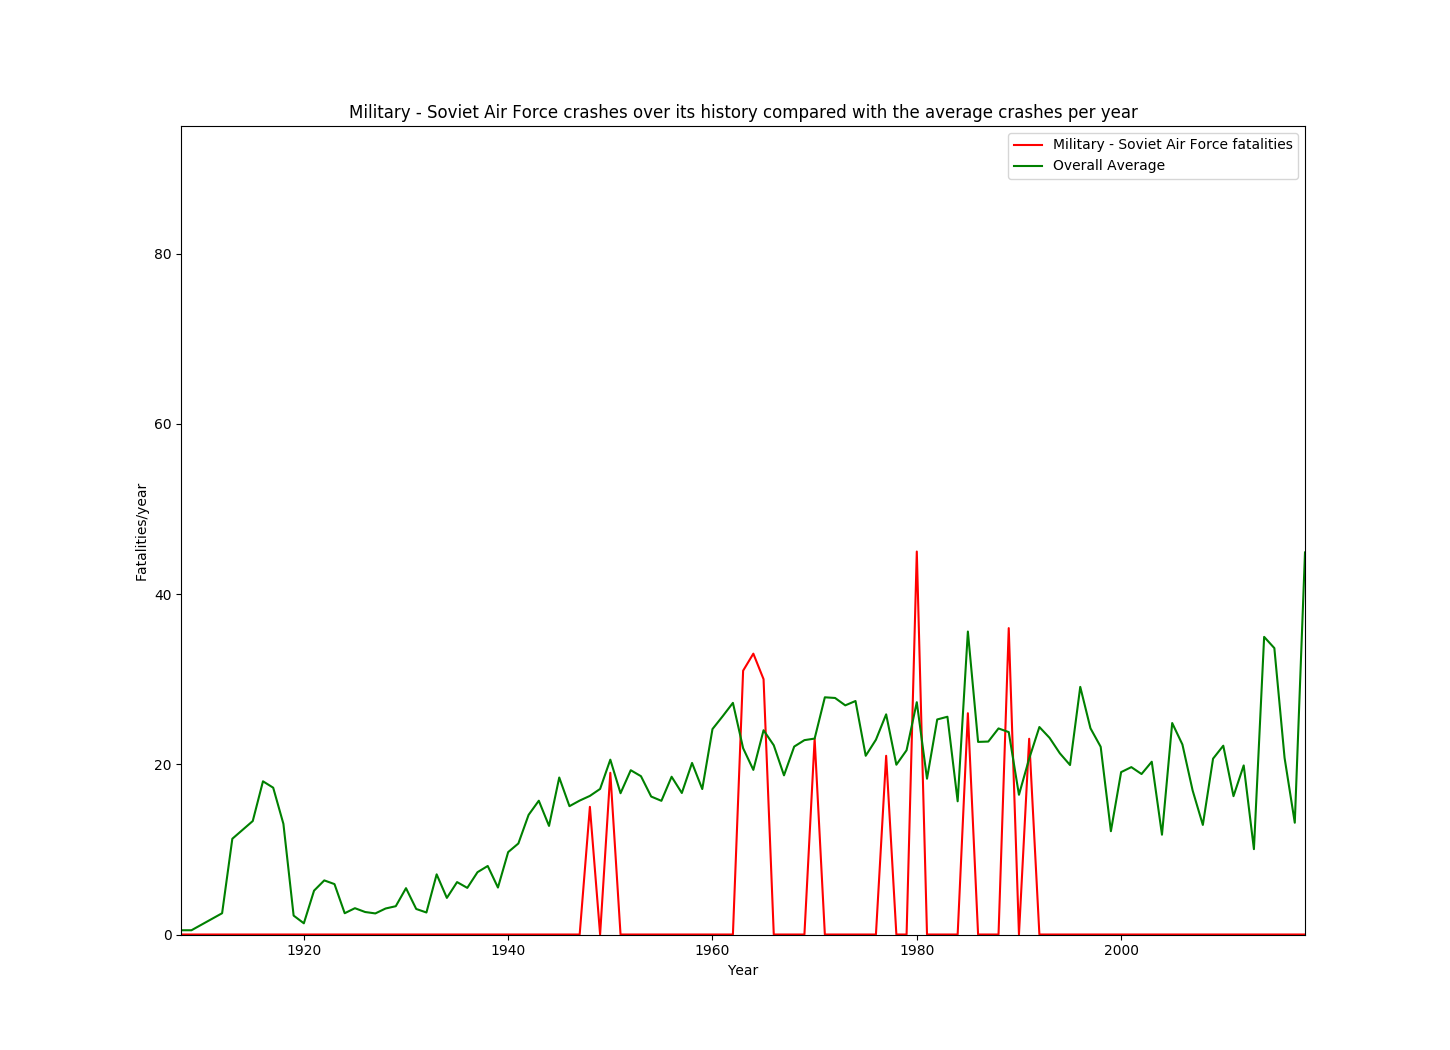 Military - Soviet Air Force crashes over its history compared with the average crashes per year
Military - Soviet Air Force fatalities
Overall Average
80
60
40
20
0
Fatalities/year
1920
1940
1960
1980
2000
Year